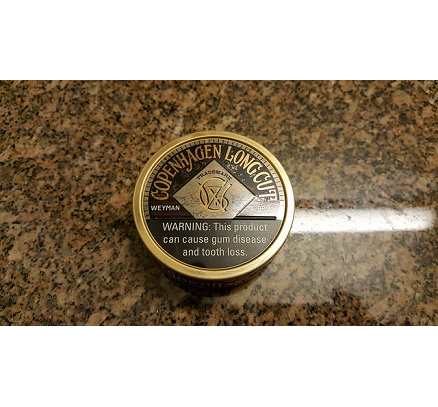 COPENHAGEN LONG CUT
TRADEMARK
WEYMAN
WARNING: This product
can cause gum disease
and tooth loss.